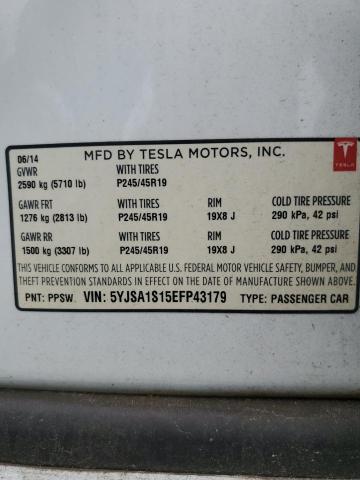 06/14
MFD BY TESLA MOTORS, INC.
GVWR WITH TIRES
2590 kg (5710 lb) P245/45R19
TESLA
GAWR FRT WITH TIRES RIM COLD TIRE PRESSURE
1276 kg (2813 lb) P245/45R19 19X8 J 290 kPa, 42 psi
GAWR RR WITH TIRES RIM COLD TIRE PRESSURE
1500 kg (3307 lb) P245/45R19 19X8 J 290 kPa, 42 psi
THIS VEHICLE CONFORMS TO ALL APPLICABLE U.S. FEDERAL MOTOR VEHICLE SAFETY, BUMPER, AND
THEFT PREVENTION STANDARDS IN EFFECT ON THE DATE OF MANUFACTURE SHOWN ABOVE.
PNT: PPSW VIN: 5YJSA1S15EFP43179 TYPE: PASSENGER CAR